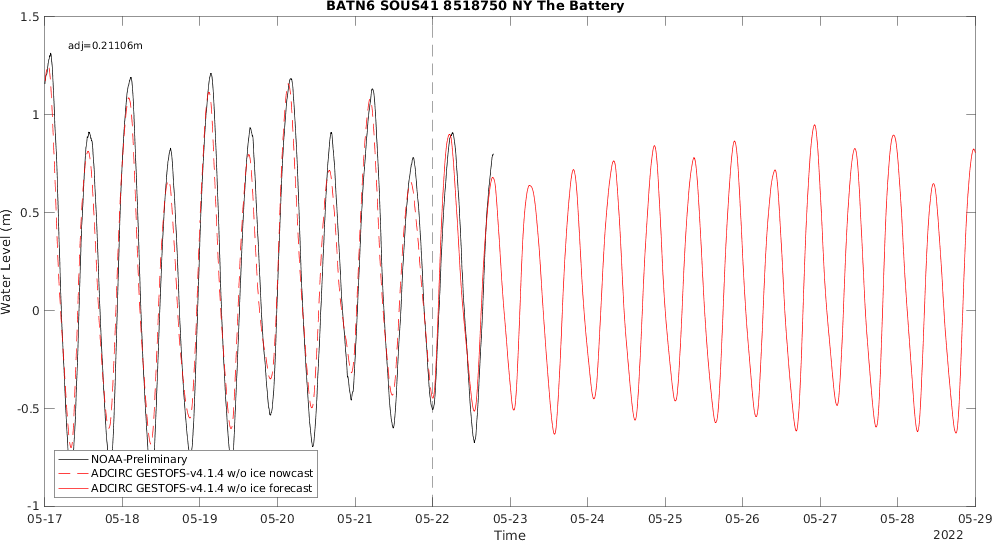 BATN6 SOUS41 8518750 NY The Battery
1.5
adj=0.21106m
1
0.5
Water Level (m)
0
-0.5
NOAA-Preliminary
ADCIRC GESTOFS-v4.1.4 w/o ice nowcast
ADCIRC GESTOFS-v4.1.4 w/o ice forecast
-1
05-17 05-18 05-19 05-20 05-21 05-22 05-23 05-24 05-25 05-26 05-27 05-28 05-29
Time 2022